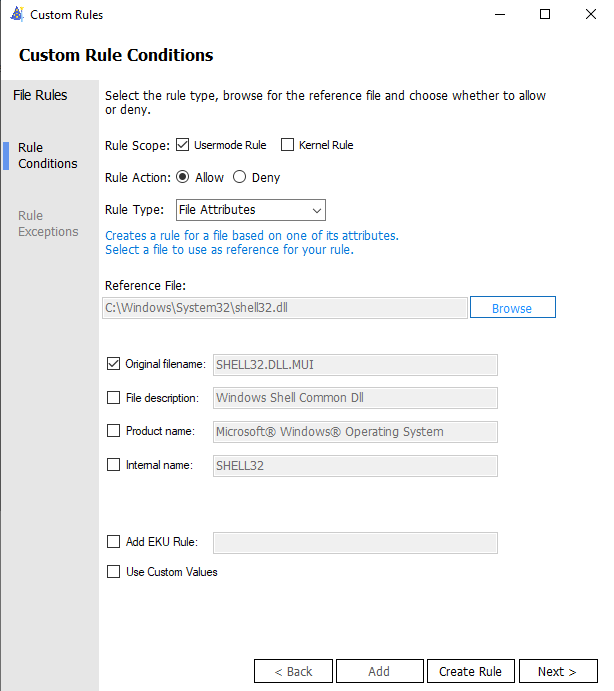 Custom Rules
Custom Rule Conditions
File Rules
Rule
Conditions
Rule
Exceptions
Select the rule type, browse for the reference file and choose whether to allow
or deny.
Rule Scope: Usermode Rule Kernel Rule
Rule Action: Allow Deny
Rule Type: File Attributes
Creates a rule for a file based on one of its attributes.
Select a file to use as reference for your rule.
Reference File:
C:\Windows\System32\shell32.dll Browse
Original filename: SHELL32.DLL.MUI
File description: Windows Shell Common Dll
Product name: Microsoft® Windows® Operating System
Internal name: SHELL32
Add EKU Rule:
Use Custom Values
< Back Add Create Rule Next >